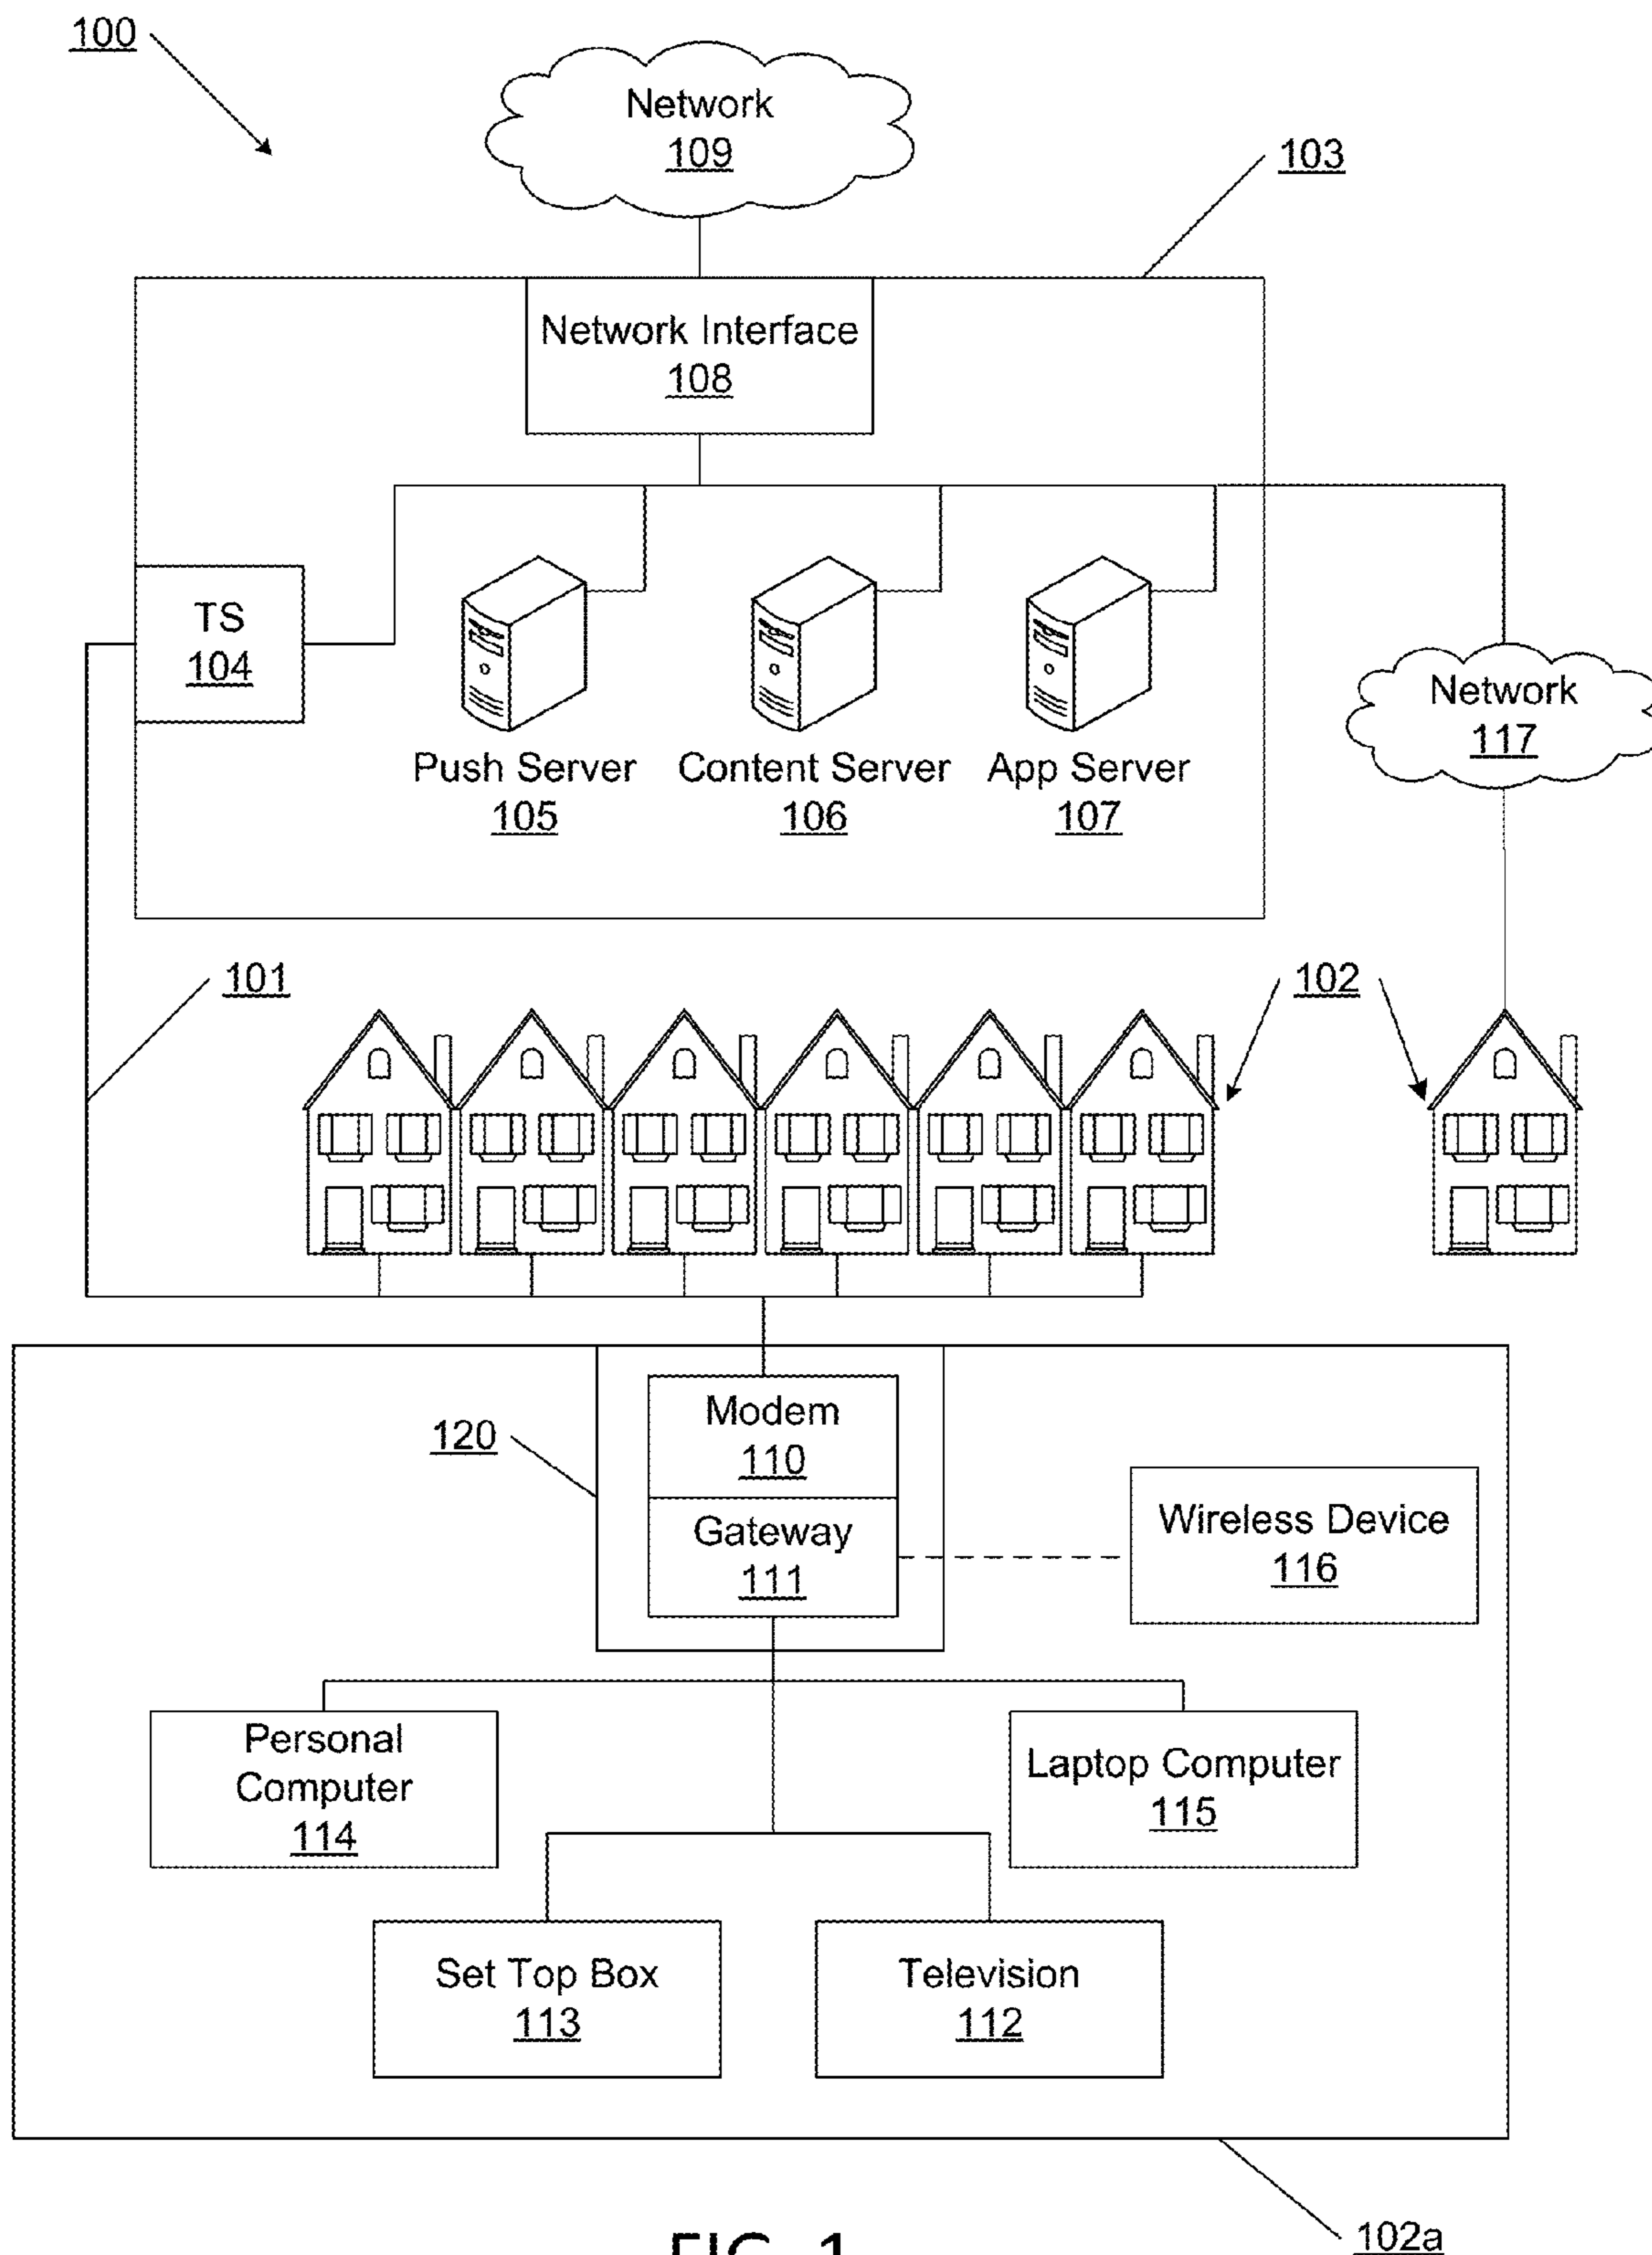 100
Network
109
103
Network Interface
108
TS
104
Push Server
105
Content Server
106
App Server
107
Network
117
101
102
120
Modem
110
Gateway
111
Wireless Device
116
Personal
Computer
114
Laptop Computer
115
Set Top Box
113
Television
112
102a
FIG. 1